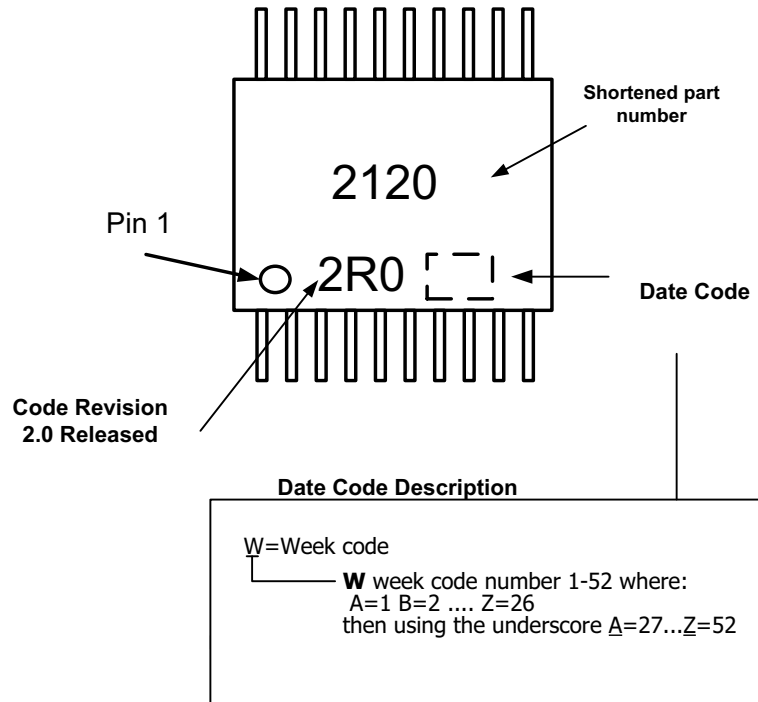 Shortened part
number
2120
Pin 1
2R0
Date Code
Code Revision
2.0 Released
Date Code Description
W=Week code
W week code number 1-52 where:
A=1 B=2 .... Z=26
then using the underscore A=27...Z=52